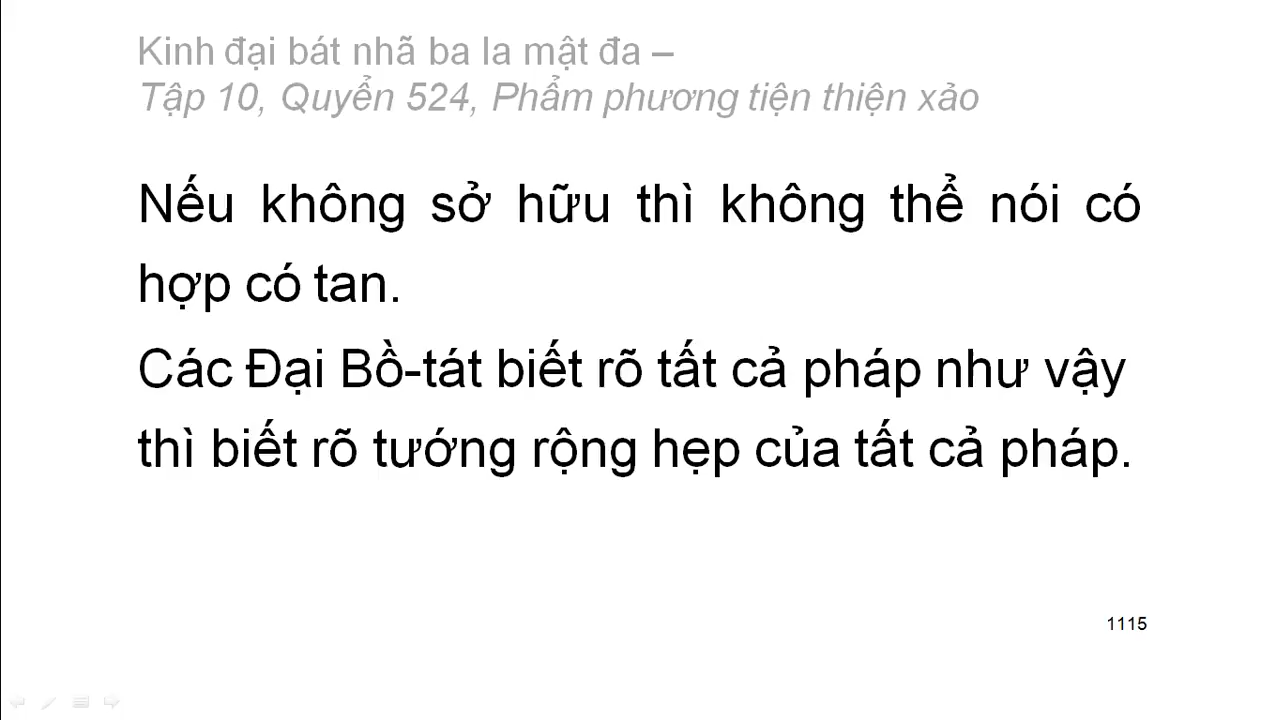 Kinh đại bát nhã ba la mật đa –
Tập 10, Quyển 524, Phẩm phương tiện thiện xảo
Nếu không sở hữu thì không thể nói có
hợp có tan.
Các Đại Bồ-tát biết rõ tất cả pháp như vậy
thì biết rõ tướng rộng hẹp của tất cả pháp.
1115